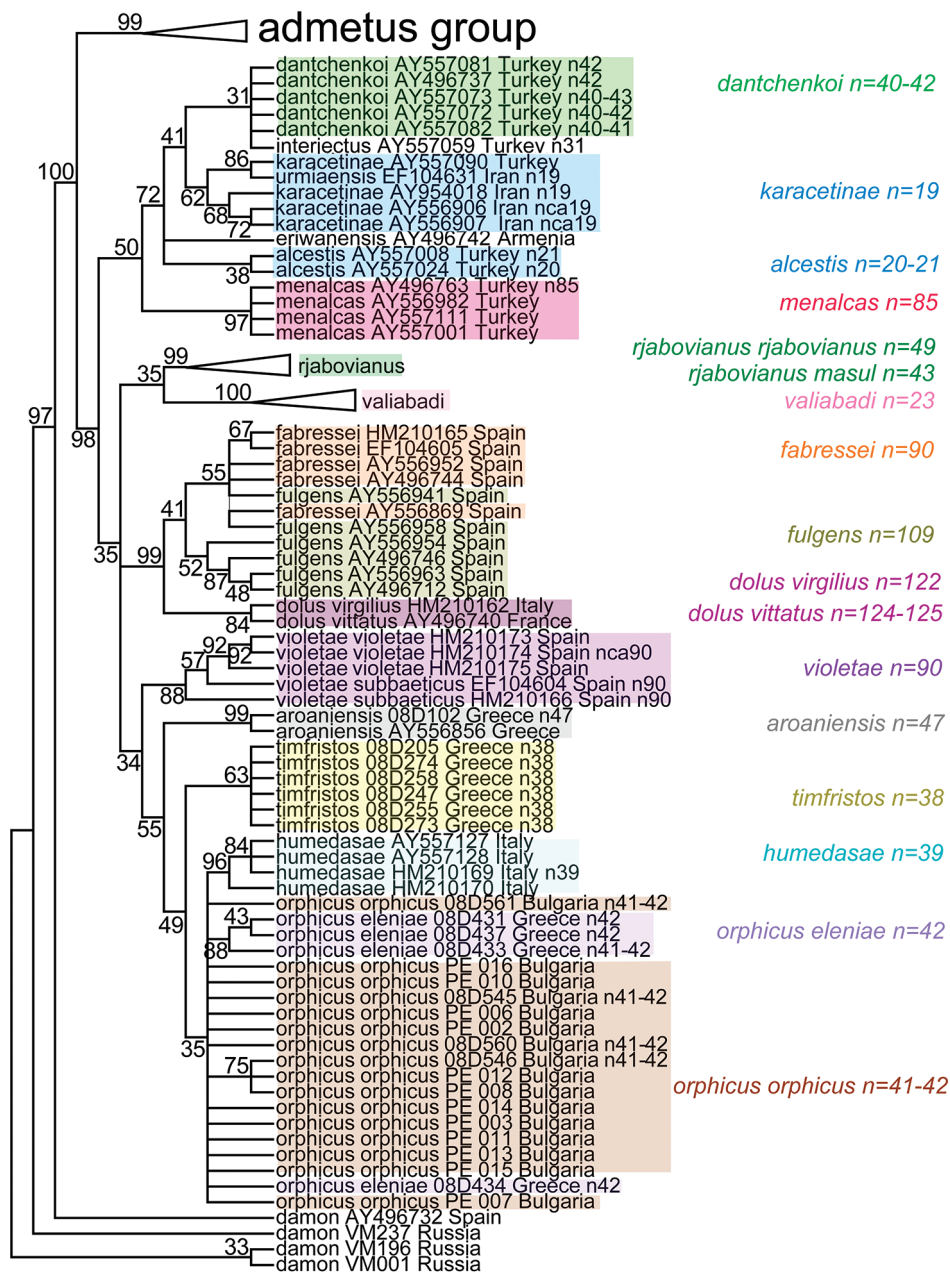 99 admetus group
dantchenkoi AY557081 Turkey n42
dantchenkoi AY496737 Turkey n42
dantchenkoi n=40-42
31 dantchenkoi AY557073 Turkey n40-43
dantchenkoi AY557072 Turkey n40-42
dantchenkoi AY557082 Turkey n40-41
41
interiectus AY557059 Turkey n31
86 karacetinae AY557090 Turkey
100
urmiaensis EF104631 Iran n19
72 62 karacetinae AY954018 Iran n19
karacetinae n=19
68 karacetinae AY556906 Iran nca19
72 karacetinae AY556907 Iran nca19
eriwanensis AY496742 Armenia
50
alcestis AY557008 Turkey n21
alcestis n=20-21
38 alcestis AY557024 Turkey n20
menalcas AY496763 Turkey n85
menalcas AY556982 Turkey
menalcas n=85
97 menalcas AY557111 Turkey
menalcas AY557001 Turkey
rjabovianus rjabovianus n=49
99
rjabovianus
35
rjabovianus masul n=43
100 valiabadi
valiabadi n=23
97
98
67 fabressei HM210165 Spain
fabressei EF104605 Spain
fabressei n=90
55 fabressei AY556952 Spain
fabressei AY496744 Spain
fulgens AY556941 Spain
41
fabressei AY556869 Spain
fulgens AY556958 Spain
fulgens n=109
35 99 fulgens AY556954 Spain
52 fulgens AY496746 Spain
87 fulgens AY556963 Spain
48 fulgens AY496712 Spain
dolus virgilius n=122
dolus virgilius HM210162 Italy
dolus vittatus n=124-125
84 dolus vittatus AY496740 France
92 violetae violetae HM210173 Spain
92 violetae violetae HM210174 Spain nca90
57 violetae violetae HM210175 Spain
violetae n=90
violetae subbaeticus EF104604 Spain n90
88 violetae subbaeticus HM210166 Spain n90
99 aroaniensis 08D102 Greece n47
aroaniensis n=47
aroaniensis AY556856 Greece
34
timfristos 08D205 Greece n38
timfristos 08D274 Greece n38
63 timfristos 08D258 Greece n38
timfristos 08D247 Greece n38
timfristos n=38
timfristos 08D255 Greece n38
55
timfristos 08D273 Greece n38
84 humedasae AY557127 Italy
96 humedasae AY557128 Italy
humedasae n=39
humedasae HM210169 Italy n39
humedasae HM210170 Italy
orphicus orphicus 08D561 Bulgaria n41-42
49
43 orphicus eleniae 08D431 Greece n42
orphicus eleniae 08D437 Greece n42
orphicus eleniae n=42
88 orphicus eleniae 08D433 Greece n41-42
orphicus orphicus PE 016 Bulgaria
orphicus orphicus PE 010 Bulgaria
orphicus orphicus 08D545 Bulgaria n41-42
orphicus orphicus PE 006 Bulgaria
orphicus orphicus PE 002 Bulgaria
35 orphicus orphicus 08D560 Bulgaria n41-42
orphicus orphicus 08D546 Bulgaria n41-42
75 orphicus orphicus PE 012 Bulgaria
orphicus orphicus n=41-42
orphicus orphicus PE 008 Bulgaria
orphicus orphicus PE 014 Bulgaria
orphicus orphicus PE 003 Bulgaria
orphicus orphicus PE 011 Bulgaria
orphicus orphicus PE 013 Bulgaria
orphicus orphicus PE 015 Bulgaria
orphicus eleniae 08D434 Greece n42
orphicus orphicus PE 007 Bulgaria
damon AY496732 Spain
damon VM237 Russia
33 damon VM196 Russia
damon VM001 Russia